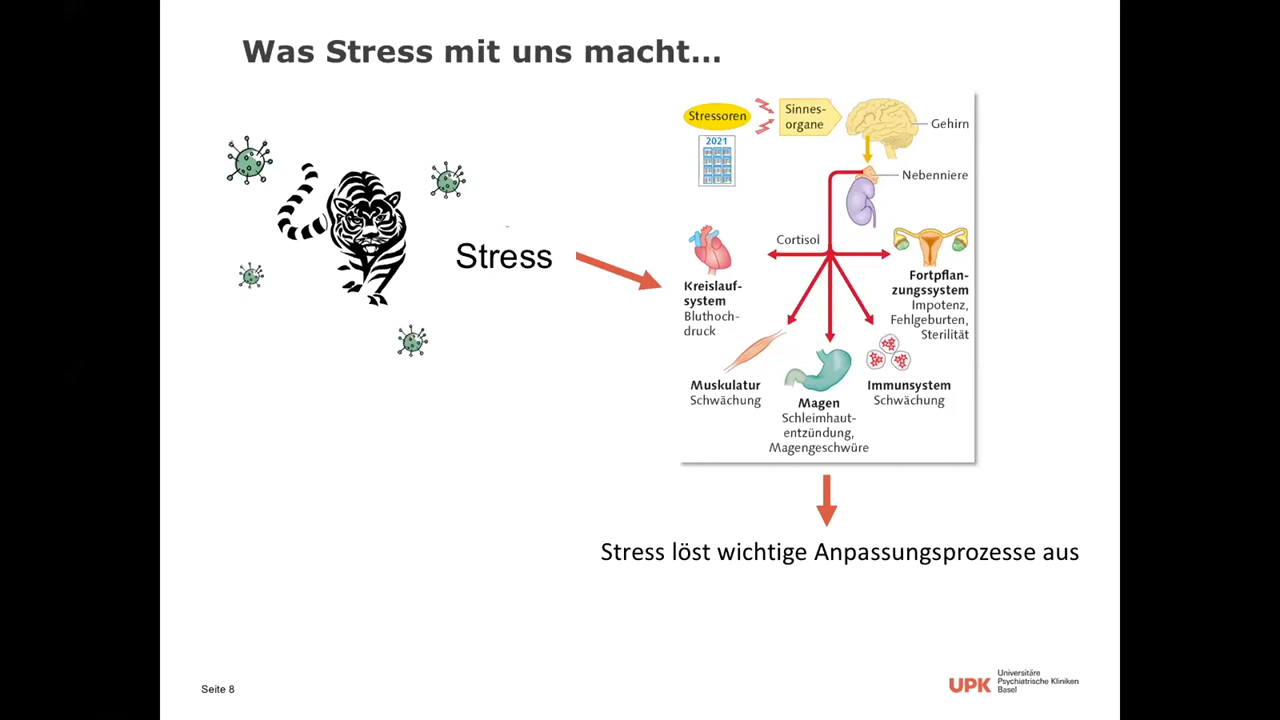 Was Stress mit uns macht...
Stress
Stressoren
Sinnes-
organe
Gehirn
2021
Nebenniere
Cortisol
Kreislauf-
system
Bluthoch-
druck
Fortpflan-
zungssystem
Impotenz,
Fehlgeburten,
Sterilität
Muskulatur
Schwächung
Magen
Schleimhaut-
entzündung,
Magengeschwüre
Immunsystem
Schwächung
Stress löst wichtige Anpassungsprozesse aus
Seite 8
UPK
Universitäre
Psychiatrische Kliniken
Basel